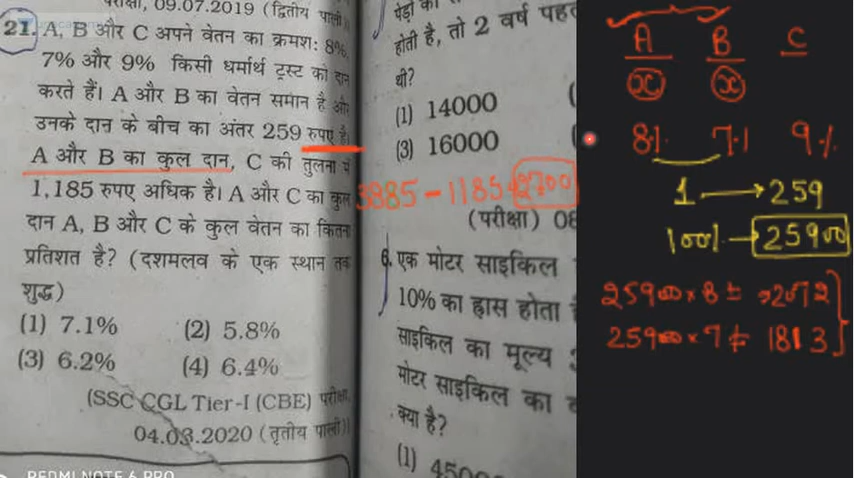 परीक्षा, 09.07.2019 (द्वितीय पाली)
21. A, B और C अपने वेतन का क्रमश: 8%,
7% और 9% किसी धर्मार्थ ट्रस्ट को दान
करते हैं। A और B का वेतन समान है और
उनके दान के बीच का अंतर 259 रुपए है।
A और B का कुल दान, C की तुलना में
1,185 रुपए अधिक है। A और C का कुल
दान A, B और C के कुल वेतन का कितना
प्रतिशत है? (दशमलव के एक स्थान तक
शुद्ध)
(1) 7.1% (2) 5.8%
(3) 6.2% (4) 6.4%
(SSC CGL Tier-I (CBE) परीक्षा,
04.03.2020 (तृतीय पाली)
REDMI NOTE 6 PRO
होती है, तो 2 वर्ष पहले
थी?
(1) 14000
(3) 16000
3885 - 1185 = 2700
(परीक्षा) 08
6. एक मोटर साइकिल
10% का ह्रास होता
साइकिल का मूल्य
मोटर साइकिल का
क्या है?
(1) 4500
A B C
x x
8% 7% 9%
1 → 259
100% → 25900
25900 × 8 = 2072
25900 × 7 = 1813